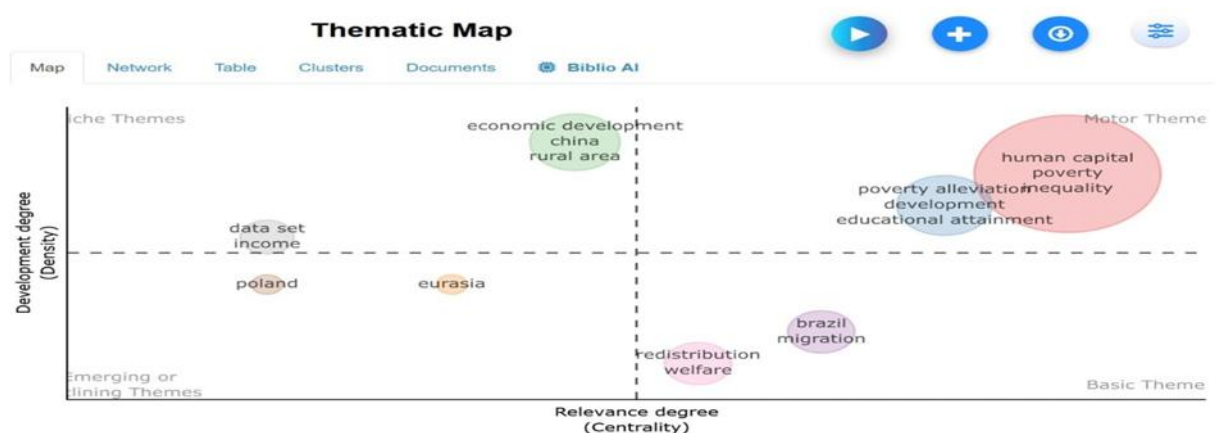 Thematic Map
Map
Network
Table
Clusters
Documents
Biblio AI
iche Themes
Motor Theme
economic development
china
rural area
human capital
poverty
inequality
poverty alleviation
development
educational attainment
data set
income
poland
eurasia
brazil
migration
redistribution
welfare
Emerging or
lining Themes
Basic Theme
Development degree
(Density)
Relevance degree
(Centrality)